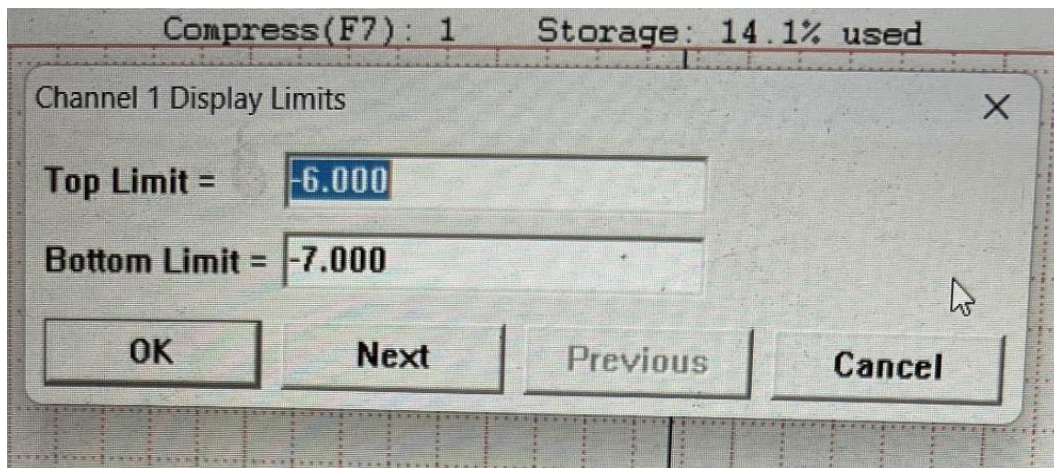 Compress(F7): 1 Storage: 14.1% used
Channel 1 Display Limits
Top Limit = -6.000
Bottom Limit = -7.000
OK Next Previous Cancel